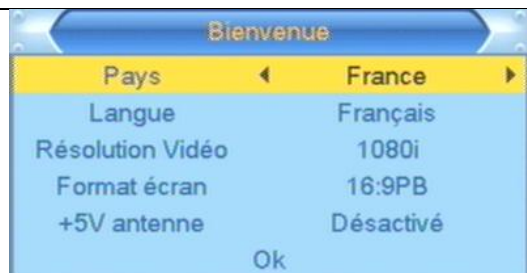 Bienvenue
Pays France
Langue Français
Résolution Vidéo 1080i
Format écran 16:9PB
+5V antenne Désactivé
Ok